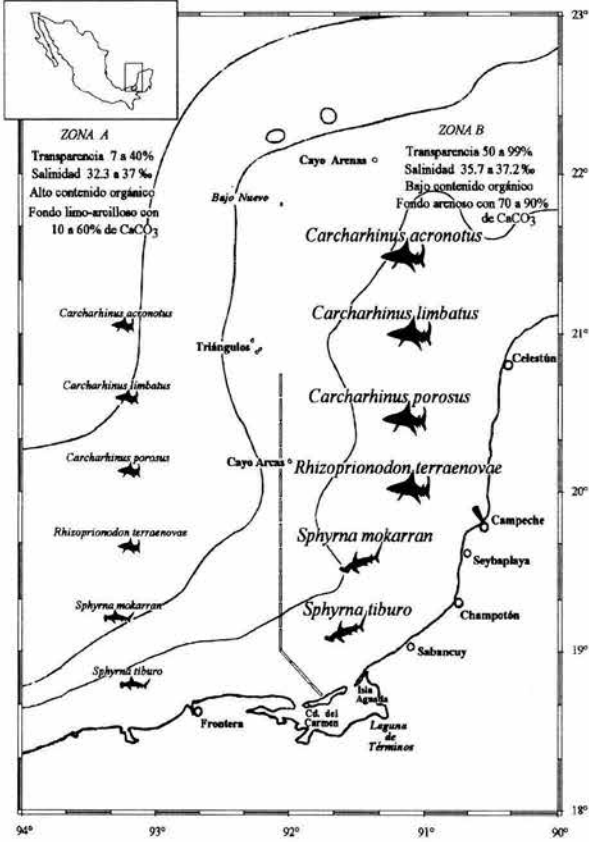 23°
ZONA A
Transparencia 7 a 40%
Salinidad 32.3 a 37 ‰
Alto contenido orgánico
Fondo limo-arcilloso con
10 a 60% de CaCO3
ZONA B
Transparencia 50 a 99%
Salinidad 35.7 a 37.2‰
Bajo contenido orgánico
Fondo arenoso con 70 a 90%
de CaCO3
Cayo Arenas
22°
Bajo Nuevo
Carcharhinus acronotus
Carcharhinus acronotus
Carcharhinus limbatus
21°
Triángulos
Celestún
Carcharhinus limbatus
Carcharhinus porosus
Carcharhinus porosus
Cayo Arcas
Rhizoprionodon terraenovae
20°
Campeche
Rhizoprionodon terraenovae
Sphyrna mokarran
Seybaplaya
Sphyrna mokarran
Sphyrna tiburo
Champotón
19°
Sabancuy
Sphyrna tiburo
Isla
Aguada
Frontera
Cd. del
Carmen
Laguna
de
Términos
18°
94°
93°
92°
91°
90°